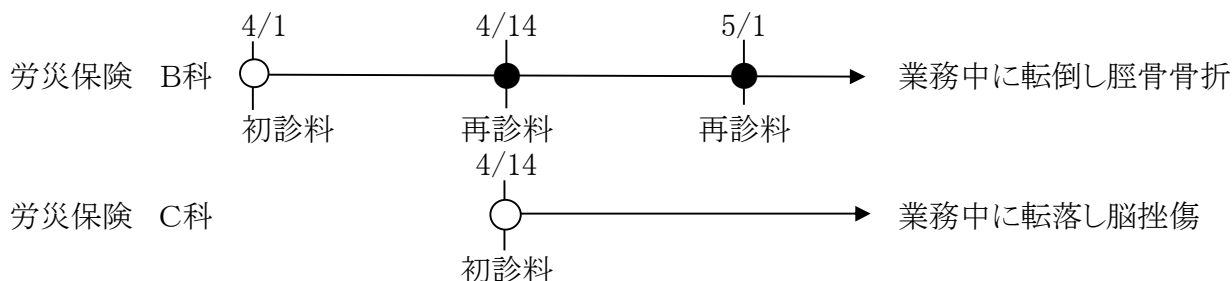 4/1 4/14 5/1
労災保険 B科 業務中に転倒し脛骨骨折
初診料 再診料 再診料
4/14
労災保険 C科 業務中に転落し脳挫傷
初診料